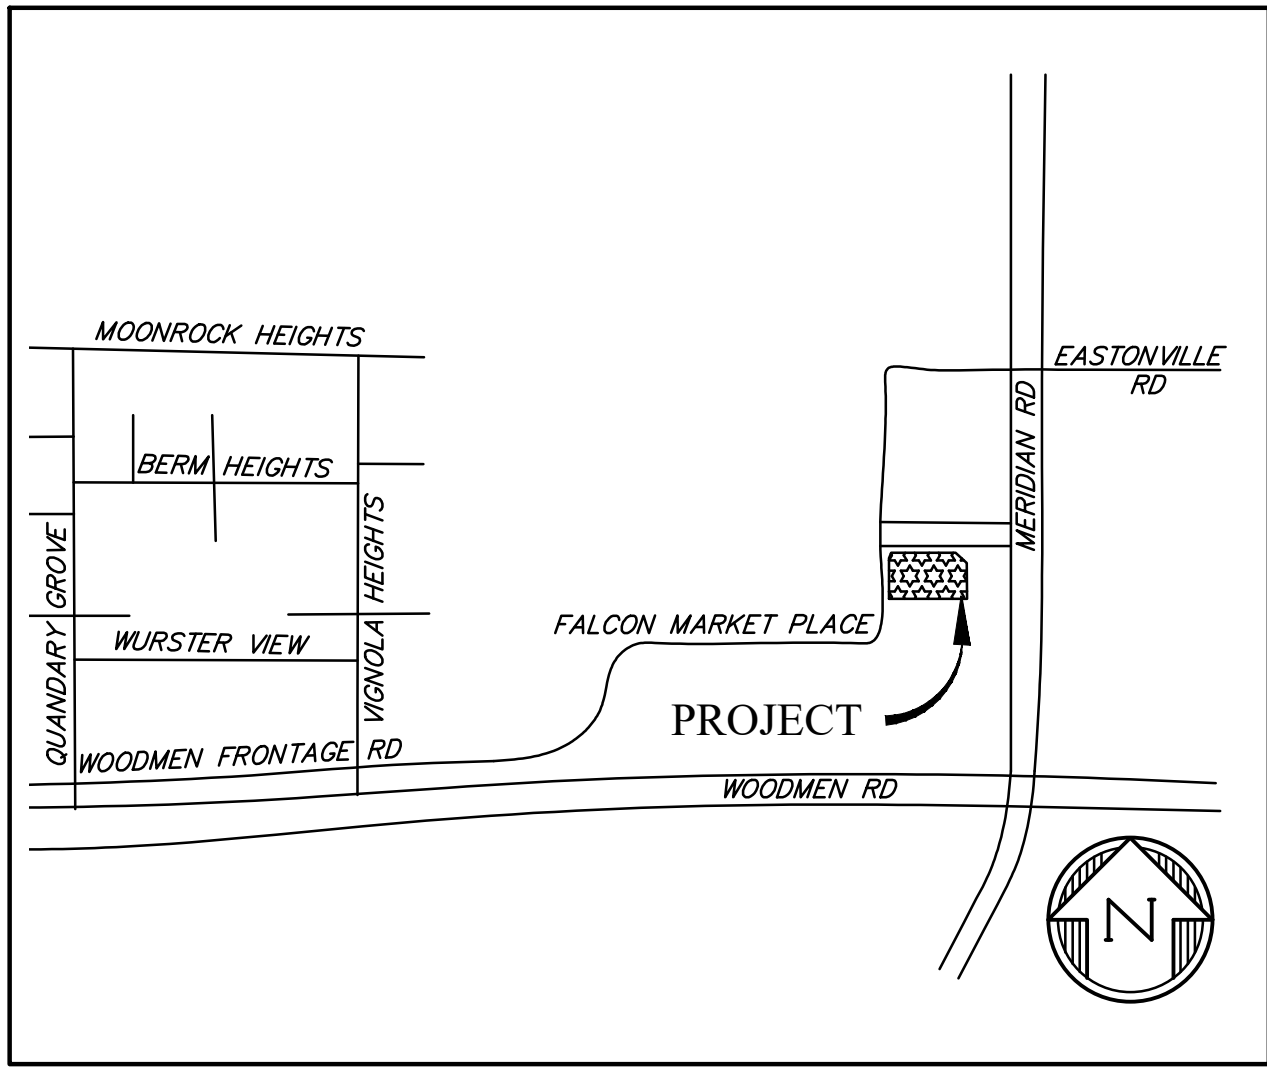 MOONROCK HEIGHTS
EASTONVILLE
RD
MERIDIAN RD
BERM HEIGHTS
QUANDARY GROVE
VIGNOLA HEIGHTS
FALCON MARKET PLACE
WURSTER VIEW
PROJECT
WOODMEN FRONTAGE RD
WOODMEN RD
N